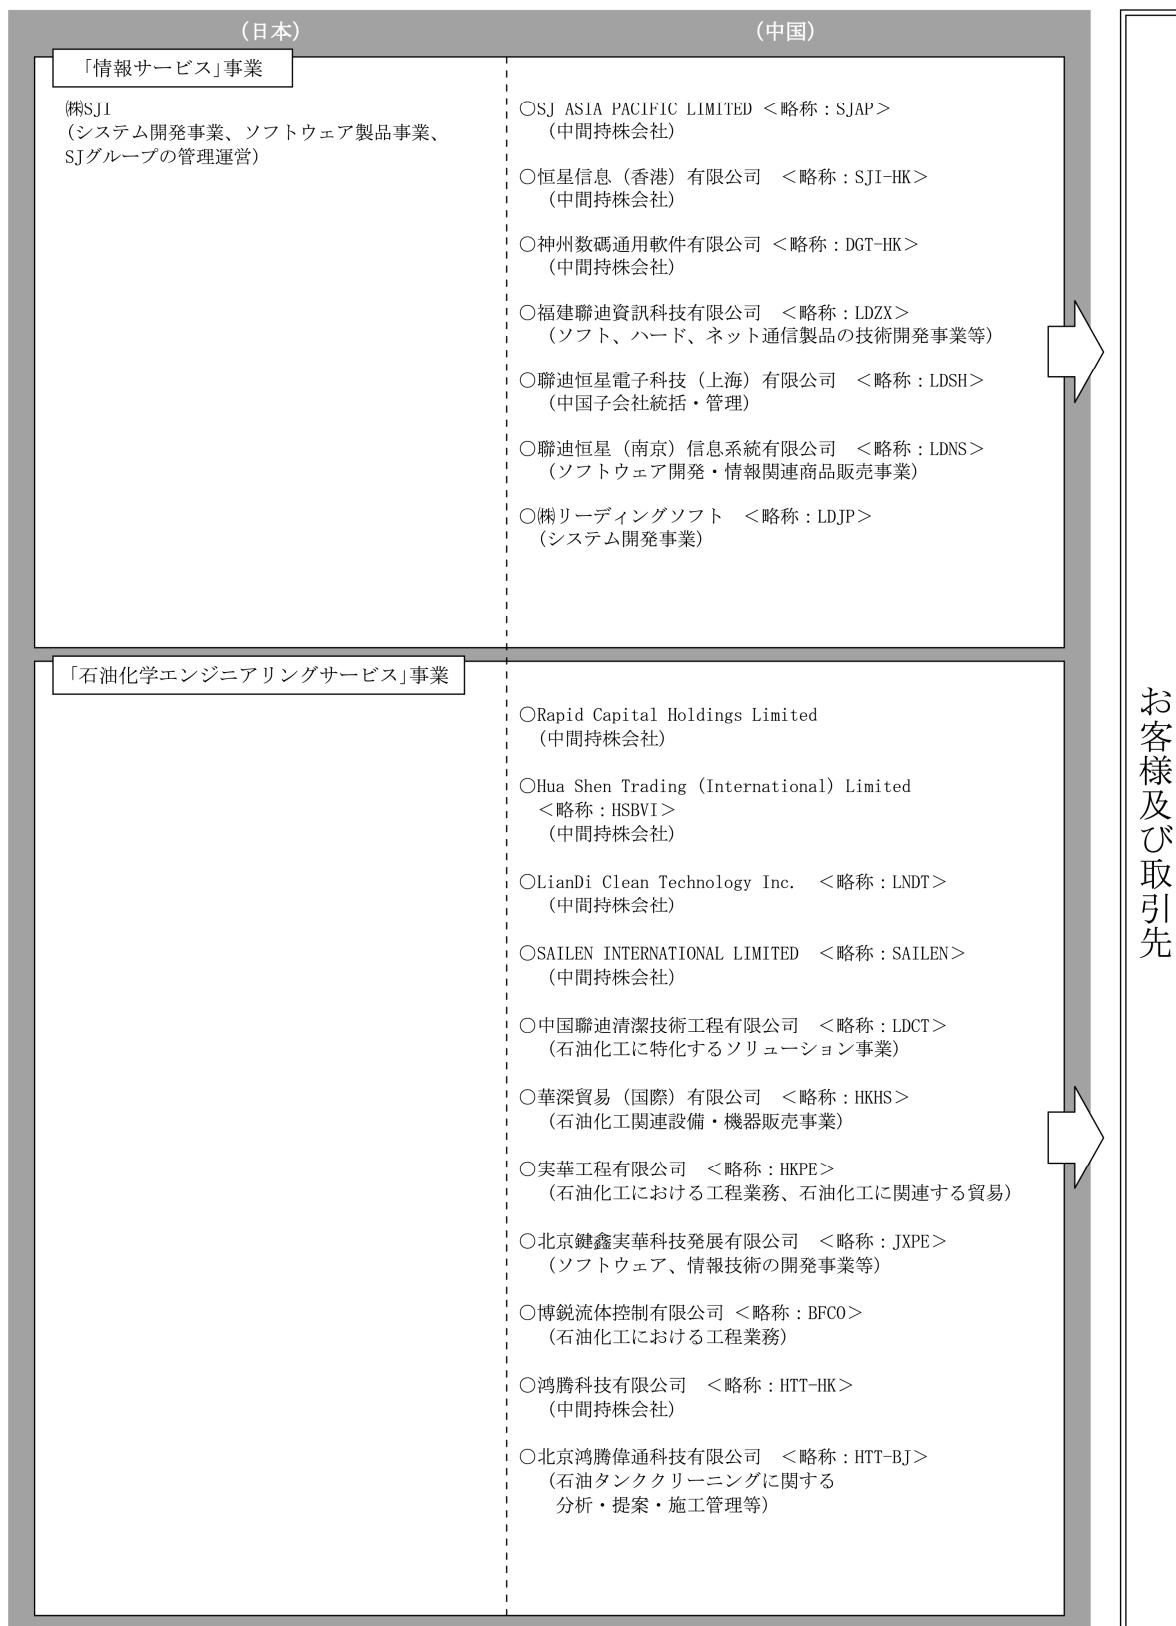 （日本）
（中国）
「情報サービス」事業
㈱SJI
（システム開発事業、ソフトウェア製品事業、
SJグループの管理運営）
○SJ ASIA PACIFIC LIMITED ＜略称：SJAP＞
（中間持株会社）
○恒星信息（香港）有限公司　＜略称：SJI-HK＞
（中間持株会社）
○神州数碼通用軟件有限公司 ＜略称：DGT-HK＞
（中間持株会社）
○福建聯迪資訊科技有限公司　＜略称：LDZX＞
（ソフト、ハード、ネット通信製品の技術開発事業等）
○聯迪恒星電子科技（上海）有限公司　＜略称：LDSH＞
（中国子会社統括・管理）
○聯迪恒星（南京）信息系統有限公司　＜略称：LDNS＞
（ソフトウェア開発・情報関連商品販売事業）
○㈱リーディングソフト　＜略称：LDJP＞
（システム開発事業）
「石油化学エンジニアリングサービス」事業
○Rapid Capital Holdings Limited
（中間持株会社）
○Hua Shen Trading (International) Limited
＜略称：HSBVI＞
（中間持株会社）
○LianDi Clean Technology Inc.　＜略称：LNDT＞
（中間持株会社）
○SAILEN INTERNATIONAL LIMITED　＜略称：SAILEN＞
（中間持株会社）
○中国聯迪清潔技術工程有限公司　＜略称：LDCT＞
（石油化工に特化するソリューション事業）
○華深貿易（国際）有限公司　＜略称：HKHS＞
（石油化工関連設備・機器販売事業）
○実華工程有限公司　＜略称：HKPE＞
（石油化工における工程業務、石油化工に関連する貿易）
○北京鍵鑫実華科技発展有限公司　＜略称：JXPE＞
（ソフトウェア、情報技術の開発事業等）
○博鋭流体控制有限公司 ＜略称：BFCO＞
（石油化工における工程業務）
○鴻騰科技有限公司　＜略称：HTT-HK＞
（中間持株会社）
○北京鴻騰偉通科技有限公司　＜略称：HTT-BJ＞
（石油タンククリーニングに関する
分析・提案・施工管理等）
お客様及び取引先